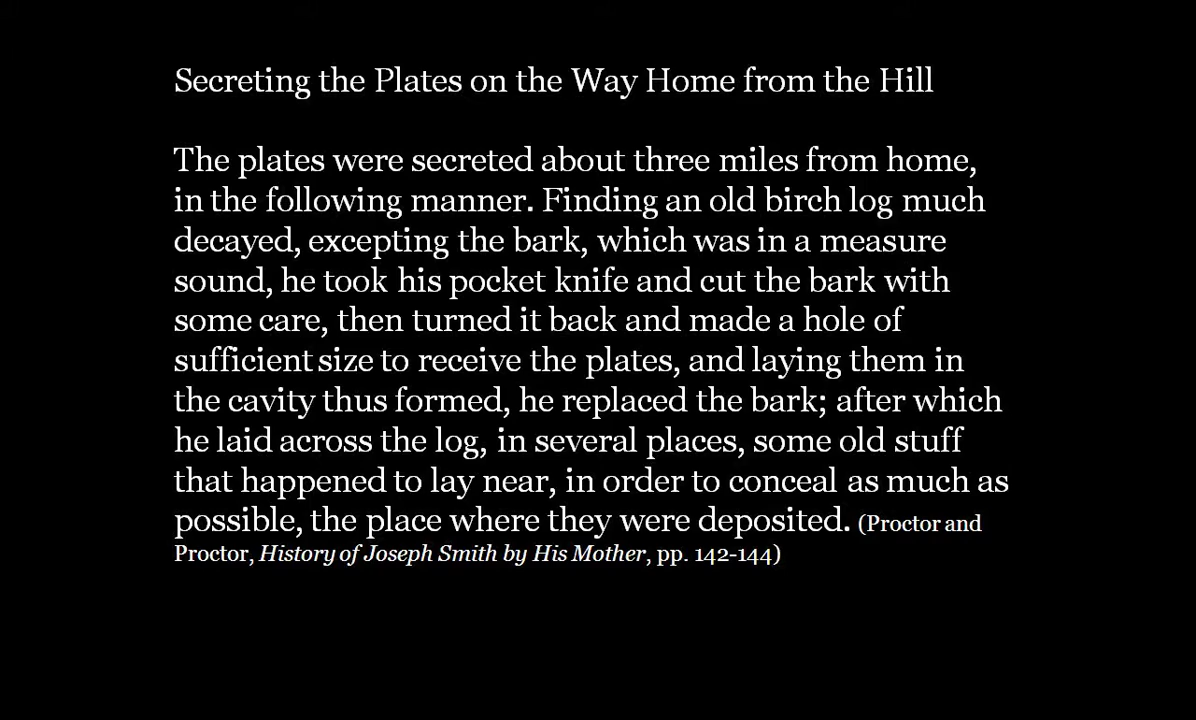 Secreting the Plates on the Way Home from the Hill
The plates were secreted about three miles from home,
in the following manner. Finding an old birch log much
decayed, excepting the bark, which was in a measure
sound, he took his pocket knife and cut the bark with
some care, then turned it back and made a hole of
sufficient size to receive the plates, and laying them in
the cavity thus formed, he replaced the bark; after which
he laid across the log, in several places, some old stuff
that happened to lay near, in order to conceal as much as
possible, the place where they were deposited. (Proctor and
Proctor, History of Joseph Smith by His Mother, pp. 142-144)